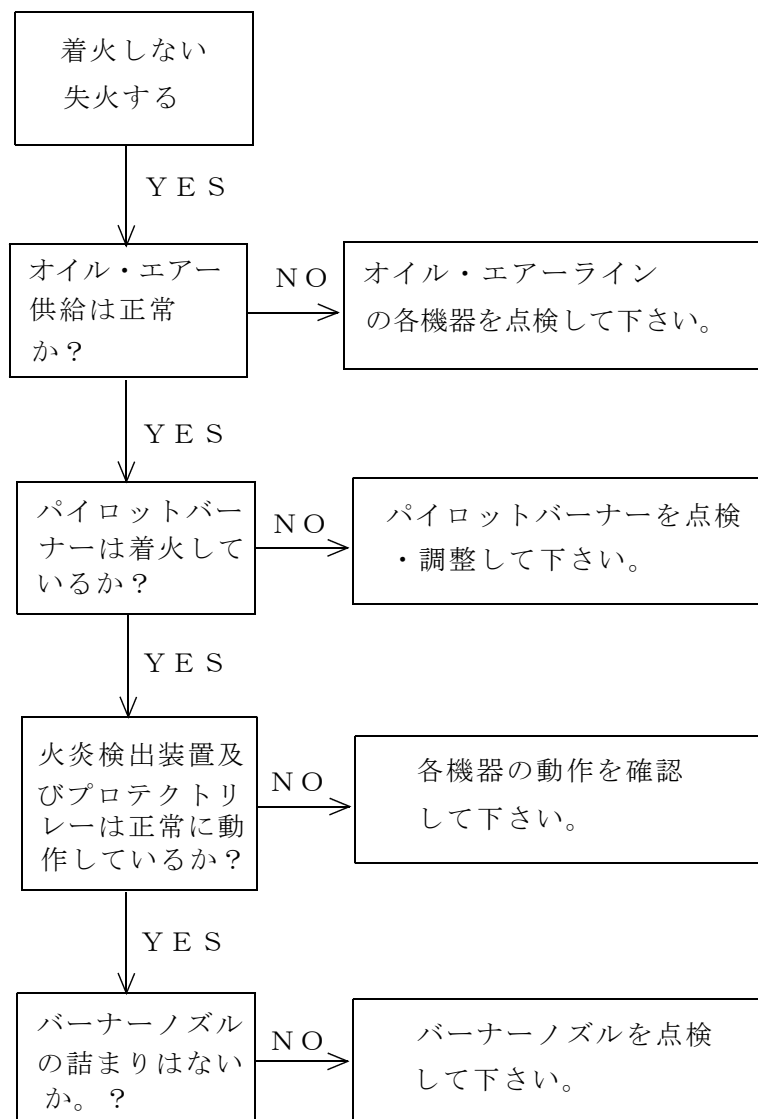 着火しない
失火する
ＹＥＳ
オイル・エアー
供給は正常
か？
ＮＯ
オイル・エアーライン
の各機器を点検して下さい。
ＹＥＳ
パイロットバー
ナーは着火して
いるか？
ＮＯ
パイロットバーナーを点検
・調整して下さい。
ＹＥＳ
火炎検出装置及
びプロテクトリ
レーは正常に動
作しているか？
ＮＯ
各機器の動作を確認
して下さい。
ＹＥＳ
バーナーノズル
の詰まりはない
か。？
ＮＯ
バーナーノズルを点検
して下さい。